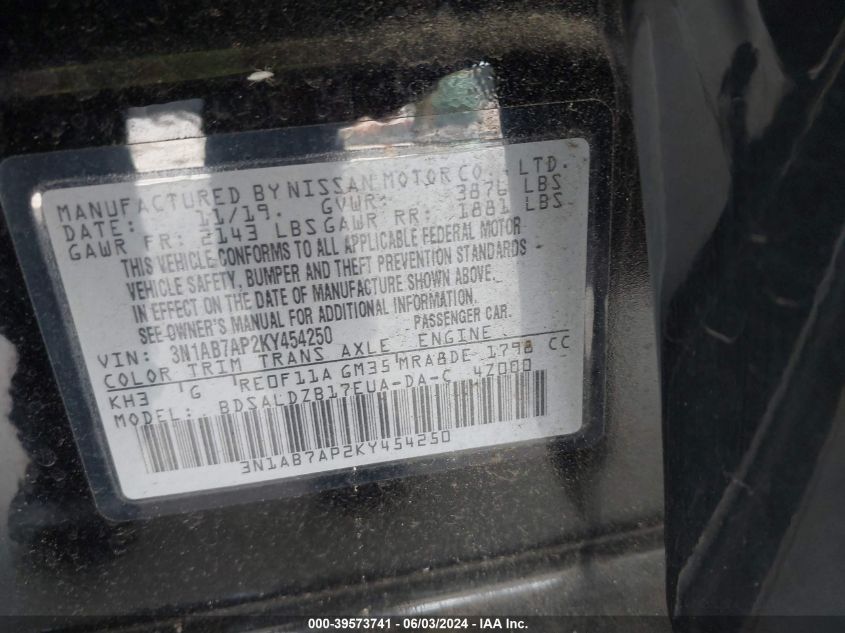 MANUFACTURED BY NISSAN MOTOR CO., LTD.
DATE: 11/19. GVWR: 3876 LBS
GAWR FR: 2143 LBS GAWR RR: 1881 LBS
THIS VEHICLE CONFORMS TO ALL APPLICABLE FEDERAL MOTOR
VEHICLE SAFETY, BUMPER AND THEFT PREVENTION STANDARDS
IN EFFECT ON THE DATE OF MANUFACTURE SHOWN ABOVE.
SEE OWNER'S MANUAL FOR ADDITIONAL INFORMATION.
VIN: 3N1AB7AP2KY454250 PASSENGER CAR.
COLOR TRIM TRANS AXLE ENGINE
KH3 G RE0F11A GM35 MRA8DE 1798 CC
MODEL: BDSALDZB17EUA-DA-C 4Z000
3N1AB7AP2KY454250
000-39573741 - 06/03/2024 - IAA Inc.